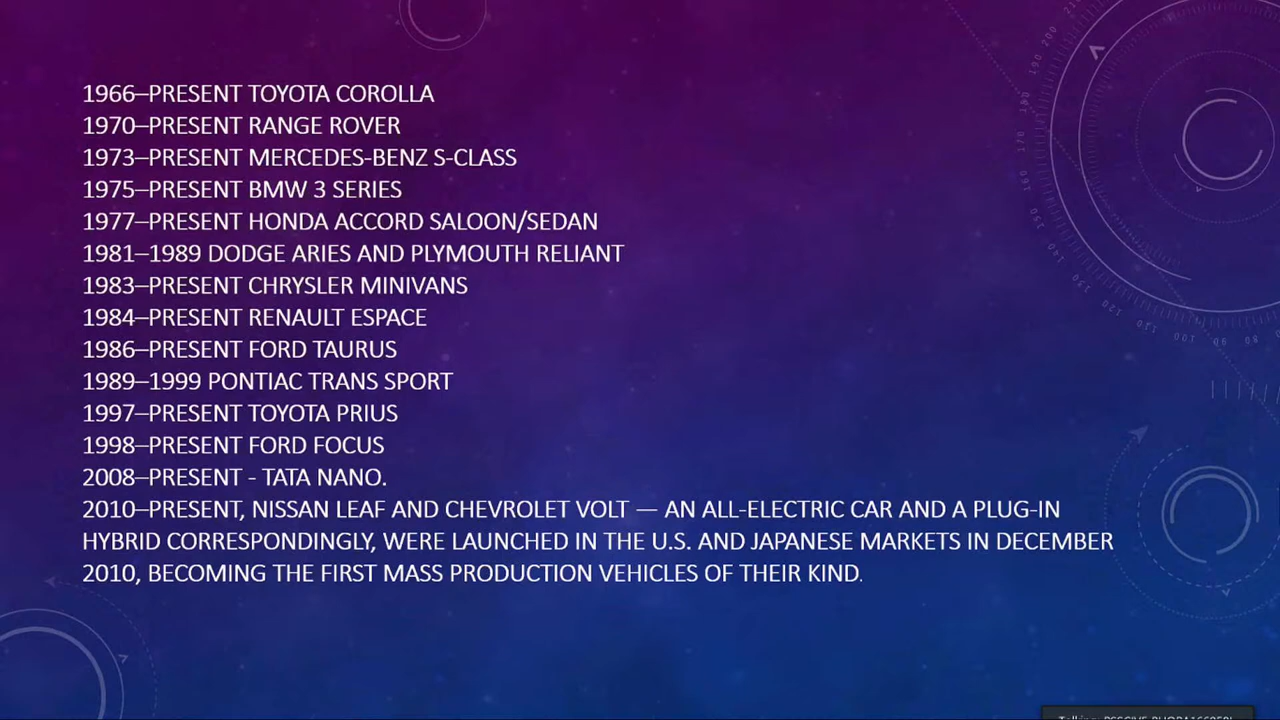 1966–PRESENT TOYOTA COROLLA
1970–PRESENT RANGE ROVER
1973–PRESENT MERCEDES-BENZ S-CLASS
1975–PRESENT BMW 3 SERIES
1977–PRESENT HONDA ACCORD SALOON/SEDAN
1981–1989 DODGE ARIES AND PLYMOUTH RELIANT
1983–PRESENT CHRYSLER MINIVANS
1984–PRESENT RENAULT ESPACE
1986–PRESENT FORD TAURUS
1989–1999 PONTIAC TRANS SPORT
1997–PRESENT TOYOTA PRIUS
1998–PRESENT FORD FOCUS
2008–PRESENT - TATA NANO.
2010–PRESENT, NISSAN LEAF AND CHEVROLET VOLT — AN ALL-ELECTRIC CAR AND A PLUG-IN
HYBRID CORRESPONDINGLY, WERE LAUNCHED IN THE U.S. AND JAPANESE MARKETS IN DECEMBER
2010, BECOMING THE FIRST MASS PRODUCTION VEHICLES OF THEIR KIND.